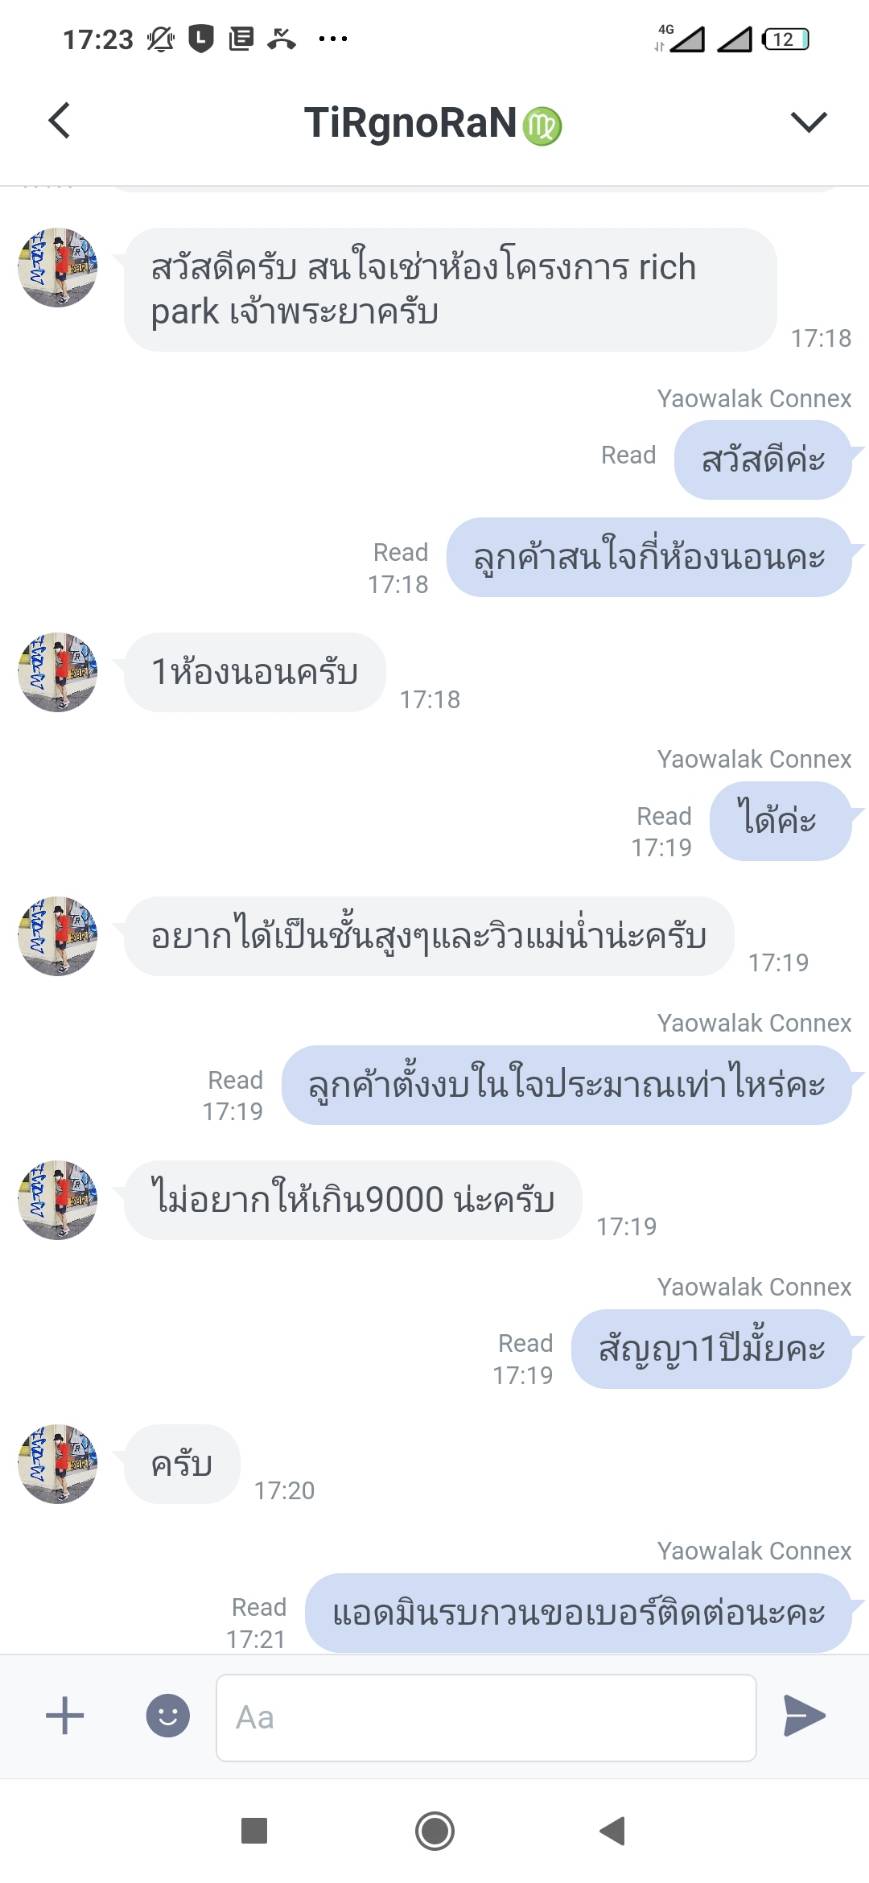 17:23
4G
12
TiRgnoRaN♍
สวัสดีครับ สนใจเช่าห้องโครงการ rich
park เจ้าพระยาครับ
17:18
Yaowalak Connex
Read
สวัสดีค่ะ
Read
17:18
ลูกค้าสนใจกี่ห้องนอนคะ
1ห้องนอนครับ
17:18
Yaowalak Connex
Read
17:19
ได้ค่ะ
อยากได้เป็นชั้นสูงๆและวิวแม่น่ำน่ะครับ
17:19
Yaowalak Connex
Read
17:19
ลูกค้าตั้งงบในใจประมาณเท่าไหร่คะ
ไม่อยากให้เกิน9000 น่ะครับ
17:19
Yaowalak Connex
Read
17:19
สัญญา1ปีมั้ยคะ
ครับ
17:20
Yaowalak Connex
Read
17:21
แอดมินรบกวนขอเบอร์ติดต่อนะคะ
Aa